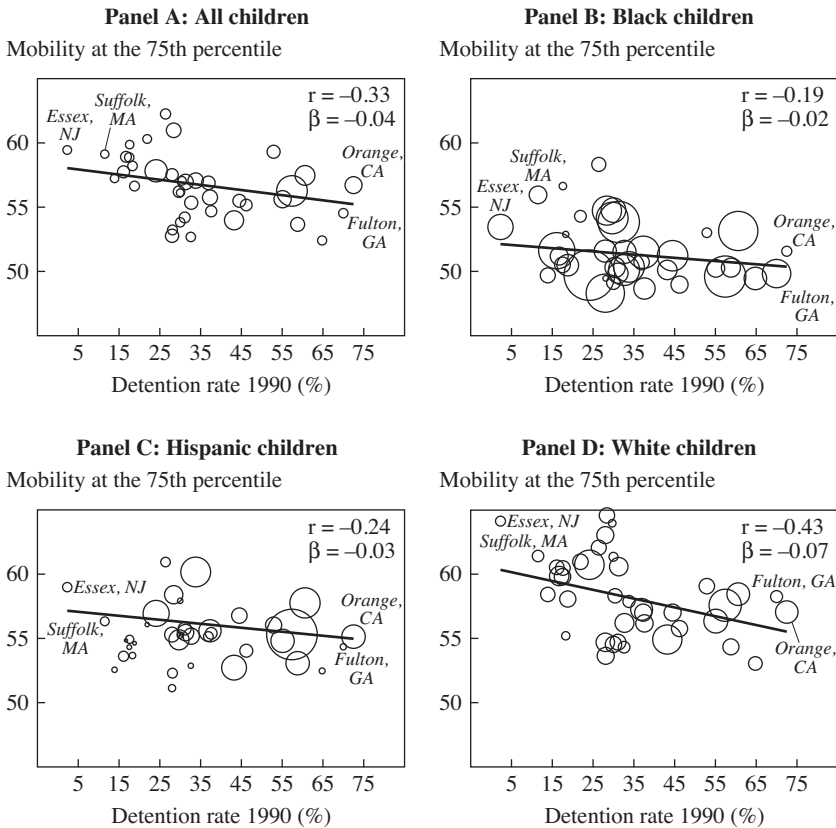 Panel A: All children
Mobility at the 75th percentile
r = –0.33
β = –0.04
Suffolk,
MA
Essex,
NJ
Orange,
CA
Fulton,
GA
60
55
50
5 15 25 35 45 55 65 75
Detention rate 1990 (%)
Panel B: Black children
Mobility at the 75th percentile
r = –0.19
β = –0.02
Suffolk,
MA
Essex,
NJ
Orange,
CA
Fulton,
GA
60
55
50
5 15 25 35 45 55 65 75
Detention rate 1990 (%)
Panel C: Hispanic children
Mobility at the 75th percentile
r = –0.24
β = –0.03
Essex, NJ
Suffolk,
MA
Orange,
CA
Fulton,
GA
60
55
50
5 15 25 35 45 55 65 75
Detention rate 1990 (%)
Panel D: White children
Mobility at the 75th percentile
r = –0.43
β = –0.07
Essex, NJ
Suffolk, MA
Fulton, GA
Orange,
CA
60
55
50
5 15 25 35 45 55 65 75
Detention rate 1990 (%)